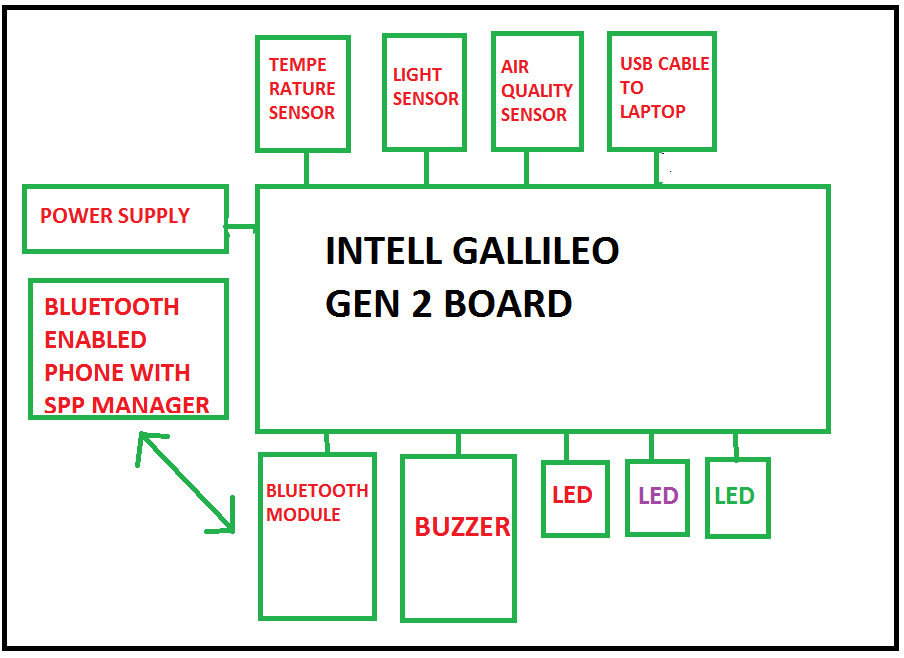 TEMPE
RATURE
SENSOR
LIGHT
SENSOR
AIR
QUALITY
SENSOR
USB CABLE
TO
LAPTOP
POWER SUPPLY
INTELL GALLILEO
GEN 2 BOARD
BLUETOOTH
ENABLED
PHONE WITH
SPP MANAGER
BLUETOOTH
MODULE
BUZZER
LED
LED
LED